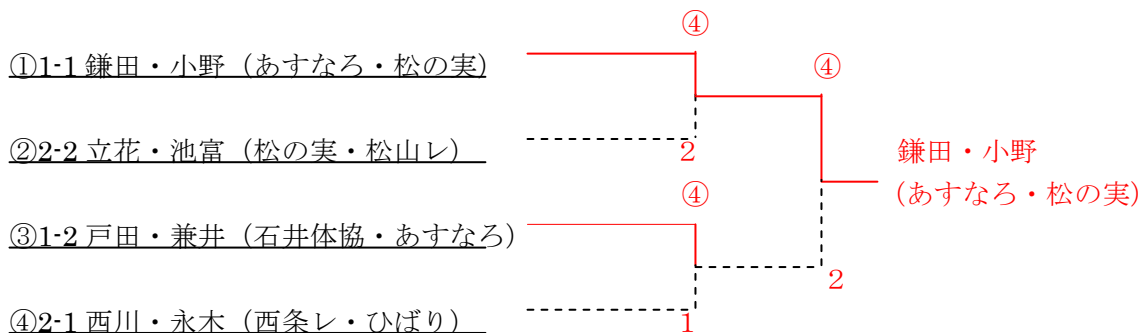 ④
①1-1 鎌田・小野（あすなろ・松の実)
④
②2-2 立花・池富（松の実・松山レ）
2
鎌田・小野
(あすなろ・松の実)
④
③1-2 戸田・兼井（石井体協・あすなろ）
2
④2-1 西川・永木（西条レ・ひばり）
1